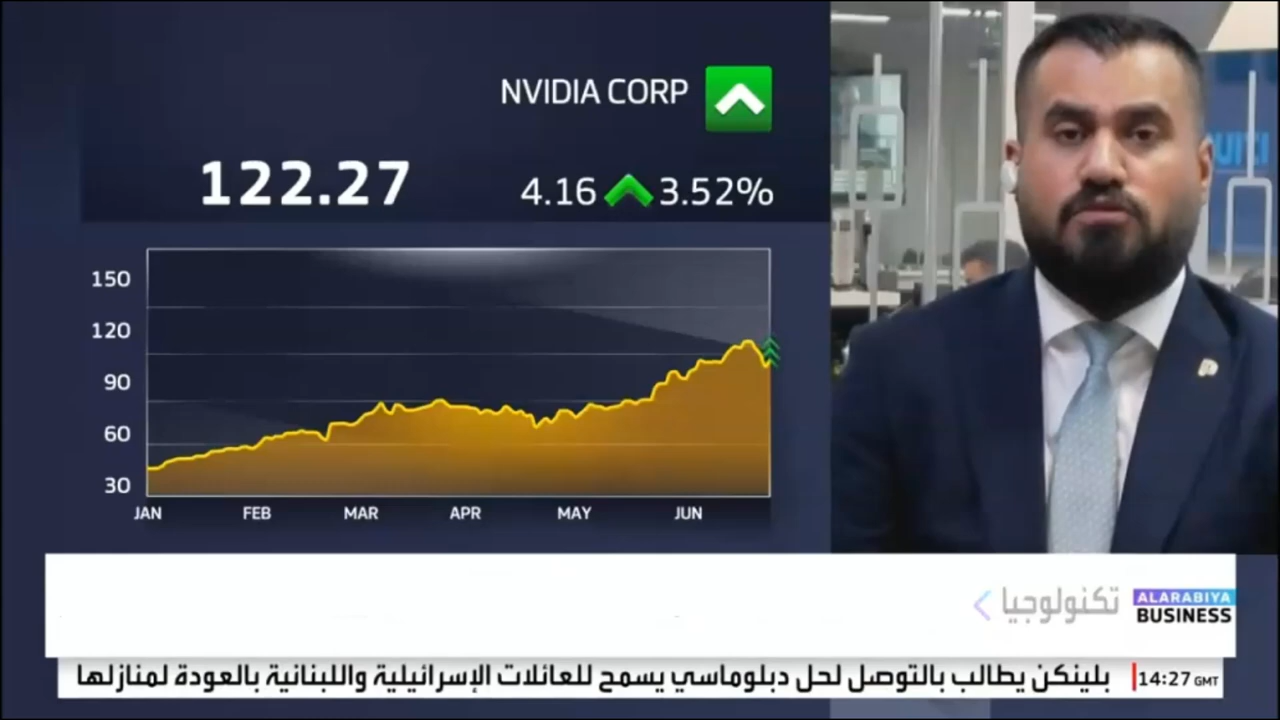 NVIDIA CORP
122.27
4.16 3.52%
150
120
90
60
30
JAN FEB MAR APR MAY JUN
تكنولوجيا
ALARABIYA
BUSINESS
بلينكن يطالب بالتوصل لحل دبلوماسي يسمح للعائلات الإسرائيلية واللبنانية بالعودة لمنازلها
14:27 GMT